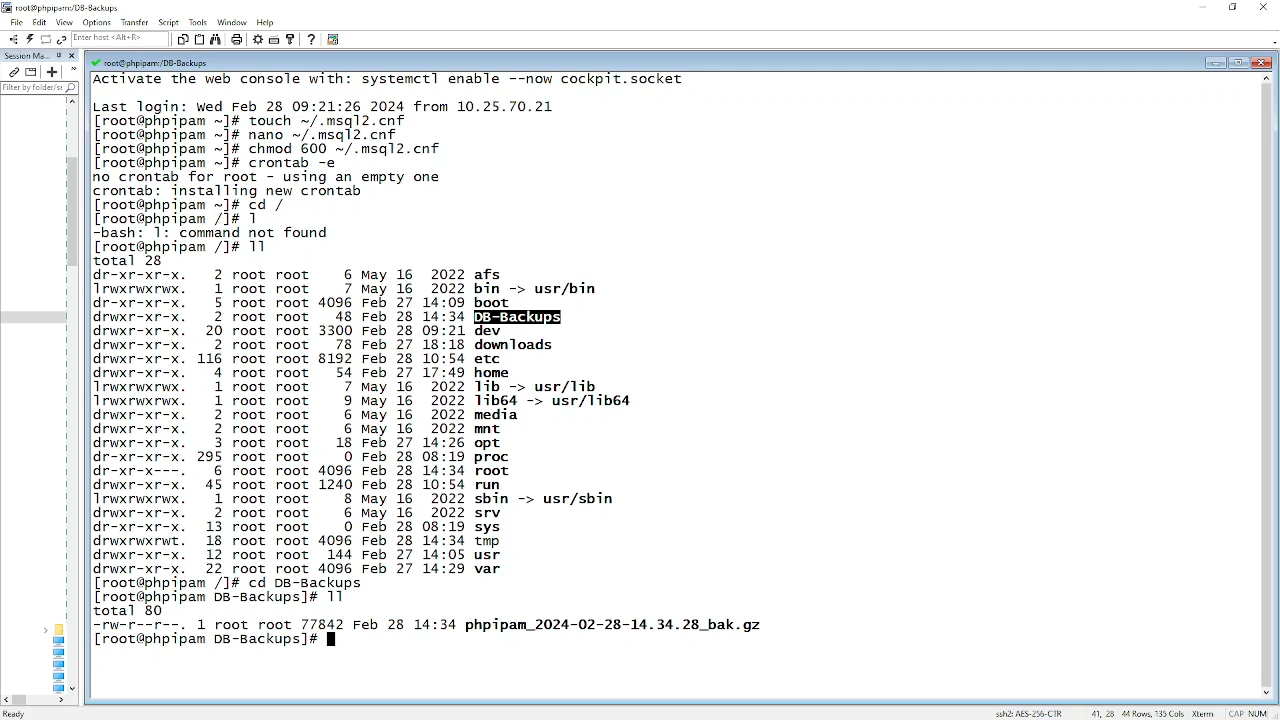 root@phpipam:/DB-Backups
File Edit View Options Transfer Script Tools Window Help
Enter host <Alt+R>
Session Ma...
root@phpipam:/DB-Backups
Filter by folder/se
Activate the web console with: systemctl enable --now cockpit.socket
Last login: Wed Feb 28 09:21:26 2024 from 10.25.70.21
[root@phpipam ~]# touch ~/.msql2.cnf
[root@phpipam ~]# nano ~/.msql2.cnf
[root@phpipam ~]# chmod 600 ~/.msql2.cnf
[root@phpipam ~]# crontab -e
no crontab for root - using an empty one
crontab: installing new crontab
[root@phpipam ~]# cd /
[root@phpipam /]# l
-bash: l: command not found
[root@phpipam /]# ll
total 28
dr-xr-xr-x. 2 root root 6 May 16 2022 afs
lrwxrwxrwx. 1 root root 7 May 16 2022 bin -> usr/bin
dr-xr-xr-x. 5 root root 4096 Feb 27 14:09 boot
drwxr-xr-x. 2 root root 48 Feb 28 14:34 DB-Backups
drwxr-xr-x. 20 root root 3300 Feb 28 09:21 dev
drwxr-xr-x. 2 root root 78 Feb 27 18:18 downloads
drwxr-xr-x. 116 root root 8192 Feb 28 10:54 etc
drwxr-xr-x. 4 root root 54 Feb 27 17:49 home
lrwxrwxrwx. 1 root root 7 May 16 2022 lib -> usr/lib
lrwxrwxrwx. 1 root root 9 May 16 2022 lib64 -> usr/lib64
drwxr-xr-x. 2 root root 6 May 16 2022 media
drwxr-xr-x. 2 root root 6 May 16 2022 mnt
drwxr-xr-x. 3 root root 18 Feb 27 14:26 opt
dr-xr-xr-x. 295 root root 0 Feb 28 08:19 proc
dr-xr-x---. 6 root root 4096 Feb 28 14:34 root
drwxr-xr-x. 45 root root 1240 Feb 28 10:54 run
lrwxrwxrwx. 1 root root 8 May 16 2022 sbin -> usr/sbin
drwxr-xr-x. 2 root root 6 May 16 2022 srv
dr-xr-xr-x. 13 root root 0 Feb 28 08:19 sys
drwxrwxrwt. 18 root root 4096 Feb 28 14:34 tmp
drwxr-xr-x. 12 root root 144 Feb 27 14:05 usr
drwxr-xr-x. 22 root root 4096 Feb 27 14:29 var
[root@phpipam /]# cd DB-Backups
[root@phpipam DB-Backups]# ll
total 80
-rw-r--r--. 1 root root 77842 Feb 28 14:34 phpipam_2024-02-28-14.34.28_bak.gz
[root@phpipam DB-Backups]#
Ready ssh2: AES-256-CTR 41, 28 44 Rows, 135 Cols Xterm CAP NUM